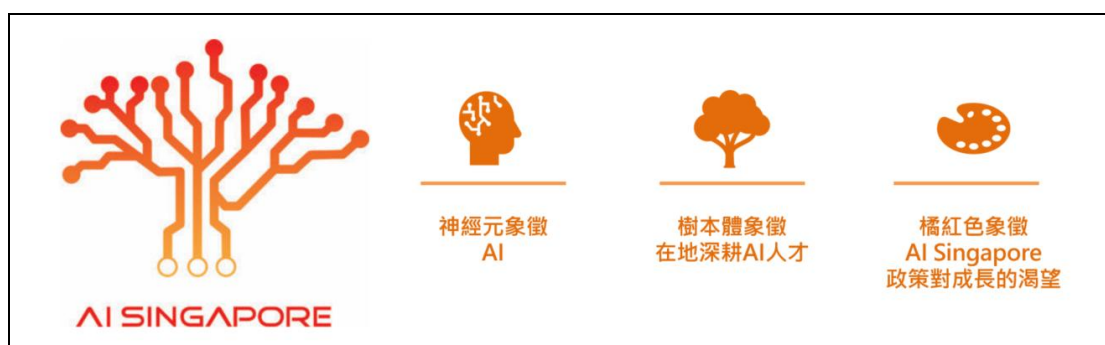 AI SINGAPORE
神經元象徵
AI
樹本體象徵
在地深耕AI人才
橘紅色象徵
AI Singapore
政策對成長的渴望